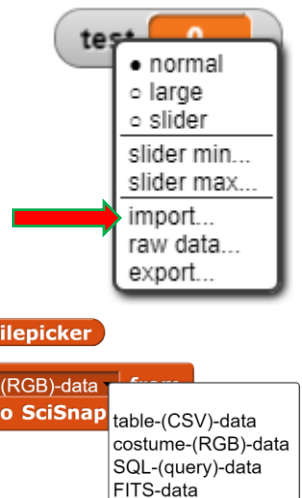 test 0
● normal
○ large
○ slider
slider min...
slider max...
import...
raw data...
export...
ilepicker
(RGB)-data from
o SciSnap
table-(CSV)-data
costume-(RGB)-data
SQL-(query)-data
FITS-data